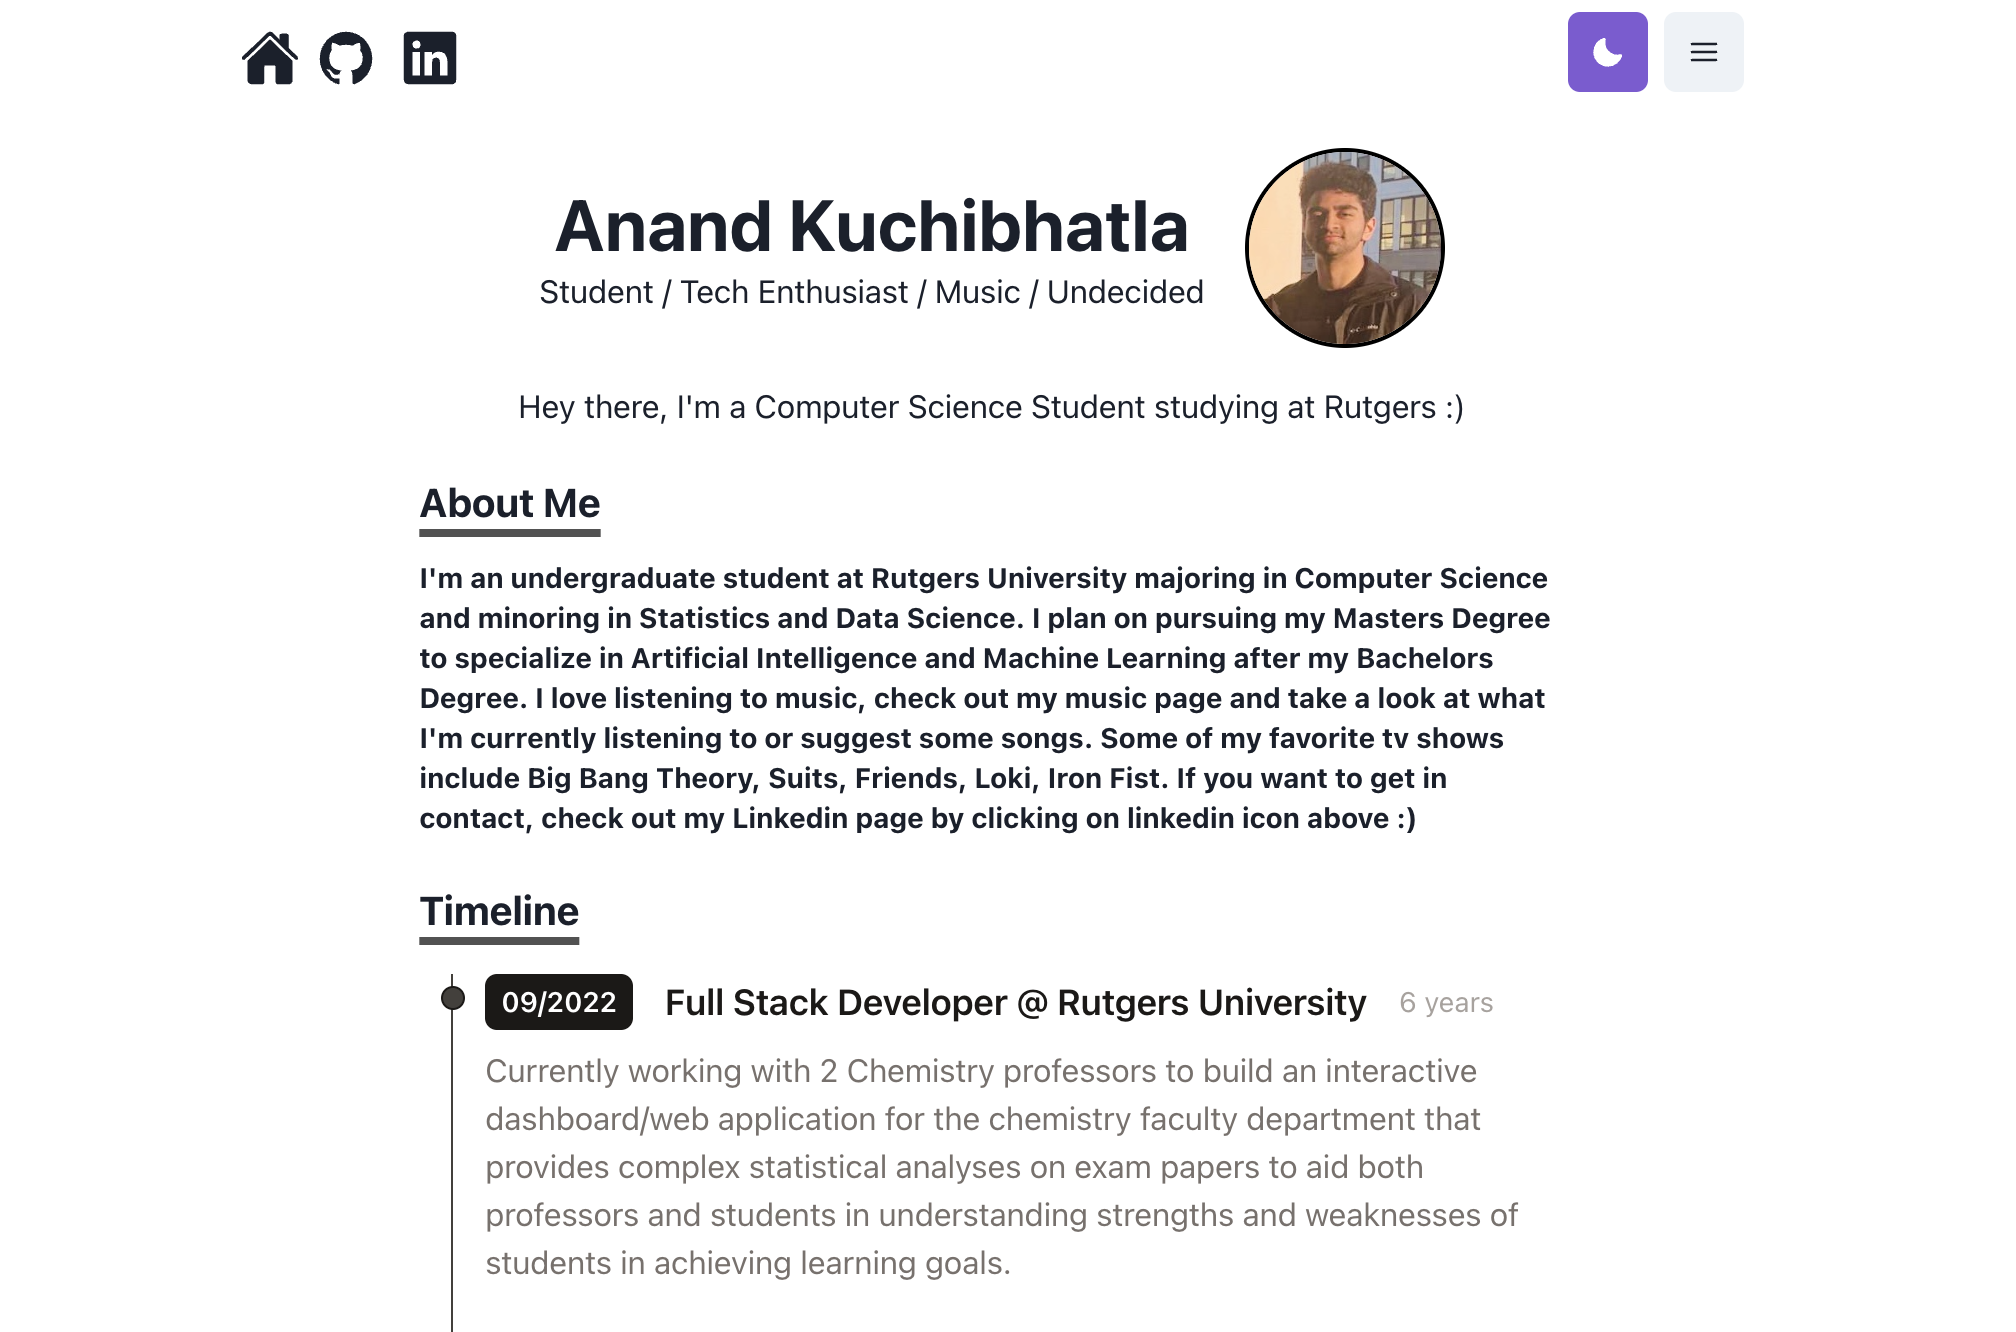 in
Anand Kuchibhatla
Student / Tech Enthusiast / Music / Undecided
Hey there, I'm a Computer Science Student studying at Rutgers :)
About Me
I'm an undergraduate student at Rutgers University majoring in Computer Science
and minoring in Statistics and Data Science. I plan on pursuing my Masters Degree
to specialize in Artificial Intelligence and Machine Learning after my Bachelors
Degree. I love listening to music, check out my music page and take a look at what
I'm currently listening to or suggest some songs. Some of my favorite tv shows
include Big Bang Theory, Suits, Friends, Loki, Iron Fist. If you want to get in
contact, check out my Linkedin page by clicking on linkedin icon above :)
Timeline
09/2022 Full Stack Developer @ Rutgers University 6 years
Currently working with 2 Chemistry professors to build an interactive
dashboard/web application for the chemistry faculty department that
provides complex statistical analyses on exam papers to aid both
professors and students in understanding strengths and weaknesses of
students in achieving learning goals.